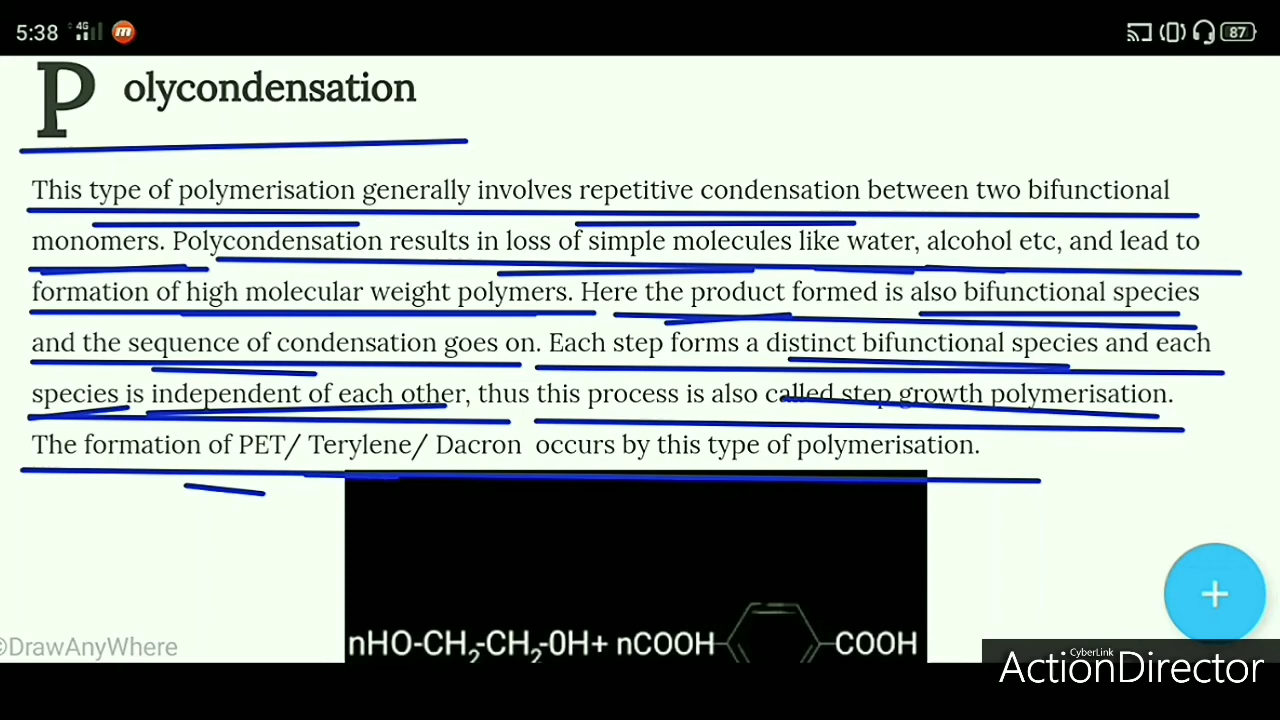 5:38 4G m 87
Polycondensation
This type of polymerisation generally involves repetitive condensation between two bifunctional
monomers. Polycondensation results in loss of simple molecules like water, alcohol etc, and lead to
formation of high molecular weight polymers. Here the product formed is also bifunctional species
and the sequence of condensation goes on. Each step forms a distinct bifunctional species and each
species is independent of each other, thus this process is also called step growth polymerisation.
The formation of PET/ Terylene/ Dacron occurs by this type of polymerisation.
+
nHO-CH₂-CH₂-0H+ nCOOH- -COOH
©DrawAnyWhere
CyberLink
ActionDirector